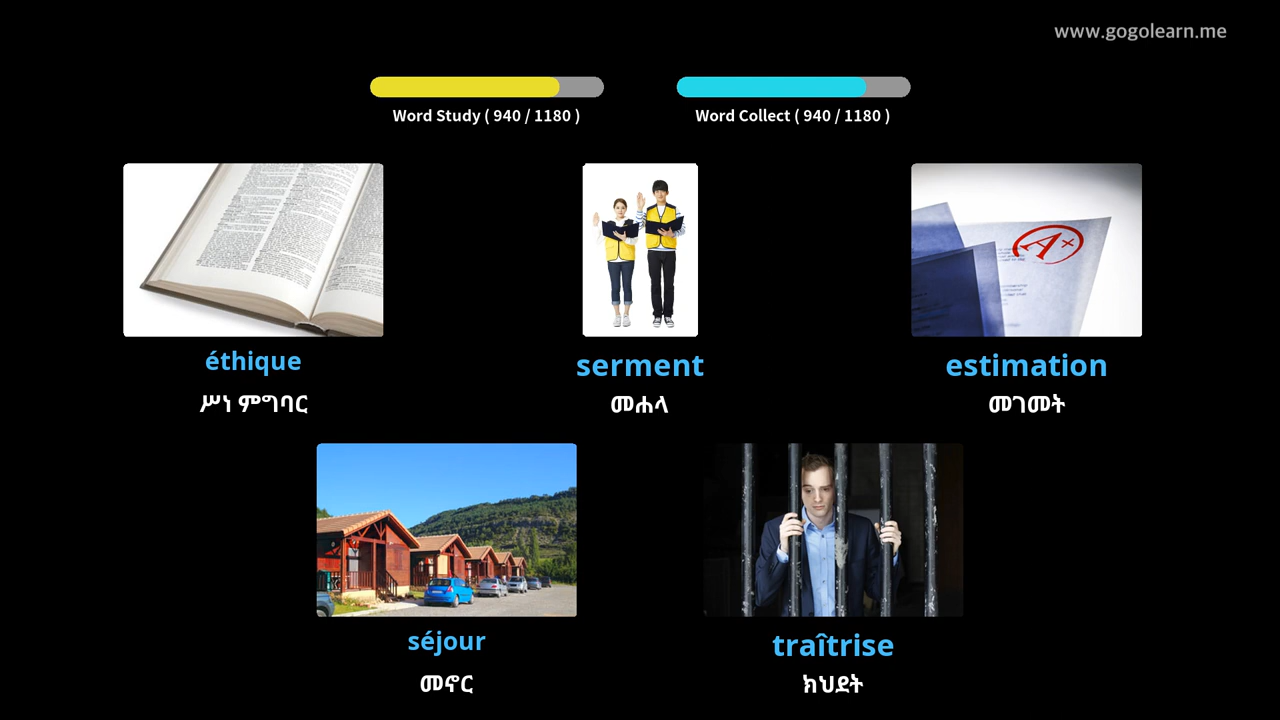 www.gogolearn.me
Word Study ( 940 / 1180 )
Word Collect ( 940 / 1180 )
éthique
ሥነ ምግባር
serment
መሐላ
estimation
መገመት
séjour
መኖር
traîtrise
ክህደት